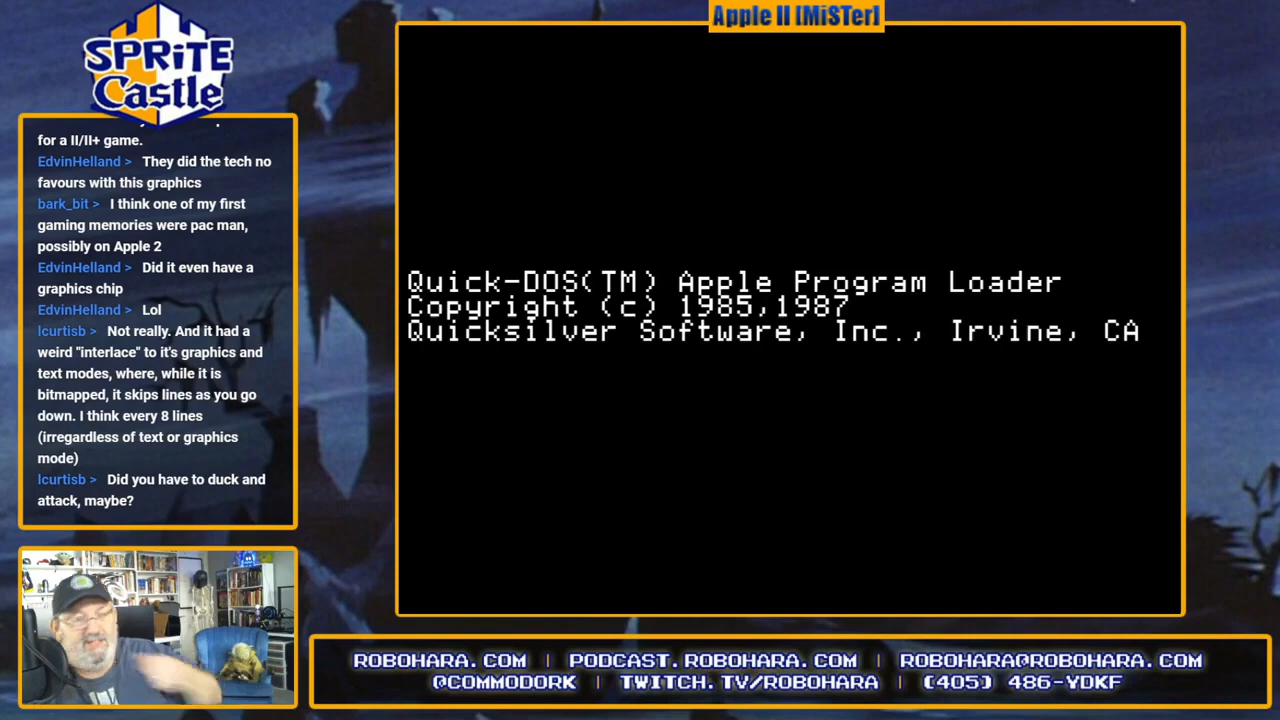 Apple II [MiSTer]
SPRiTE
Castle
for a II/II+ game.
EdvinHelland > They did the tech no
favours with this graphics
bark_bit > I think one of my first
gaming memories were pac man,
possibly on Apple 2
EdvinHelland > Did it even have a
graphics chip
EdvinHelland > Lol
lcurtisb > Not really. And it had a
weird "interlace" to it's graphics and
text modes, where, while it is
bitmapped, it skips lines as you go
down. I think every 8 lines
(irregardless of text or graphics
mode)
lcurtisb > Did you have to duck and
attack, maybe?
Quick-DOS(TM) Apple Program Loader
Copyright (c) 1985,1987
Quicksilver Software, Inc., Irvine, CA
ROBOHARA.COM | PODCAST.ROBOHARA.COM | ROBOHARA@ROBOHARA.COM
@COMMODORK | TWITCH.TV/ROBOHARA | (405) 486-YDKF